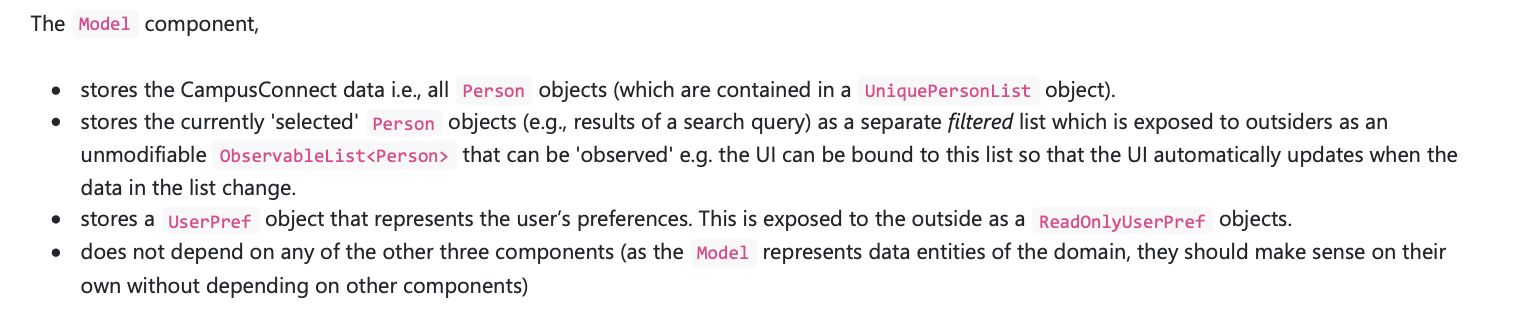 The Model component,
• stores the CampusConnect data i.e., all Person objects (which are contained in a UniquePersonList object).
• stores the currently 'selected' Person objects (e.g., results of a search query) as a separate filtered list which is exposed to outsiders as an
unmodifiable ObservableList<Person> that can be 'observed' e.g. the UI can be bound to this list so that the UI automatically updates when the
data in the list change.
• stores a UserPref object that represents the user’s preferences. This is exposed to the outside as a ReadOnlyUserPref objects.
• does not depend on any of the other three components (as the Model represents data entities of the domain, they should make sense on their
own without depending on other components)